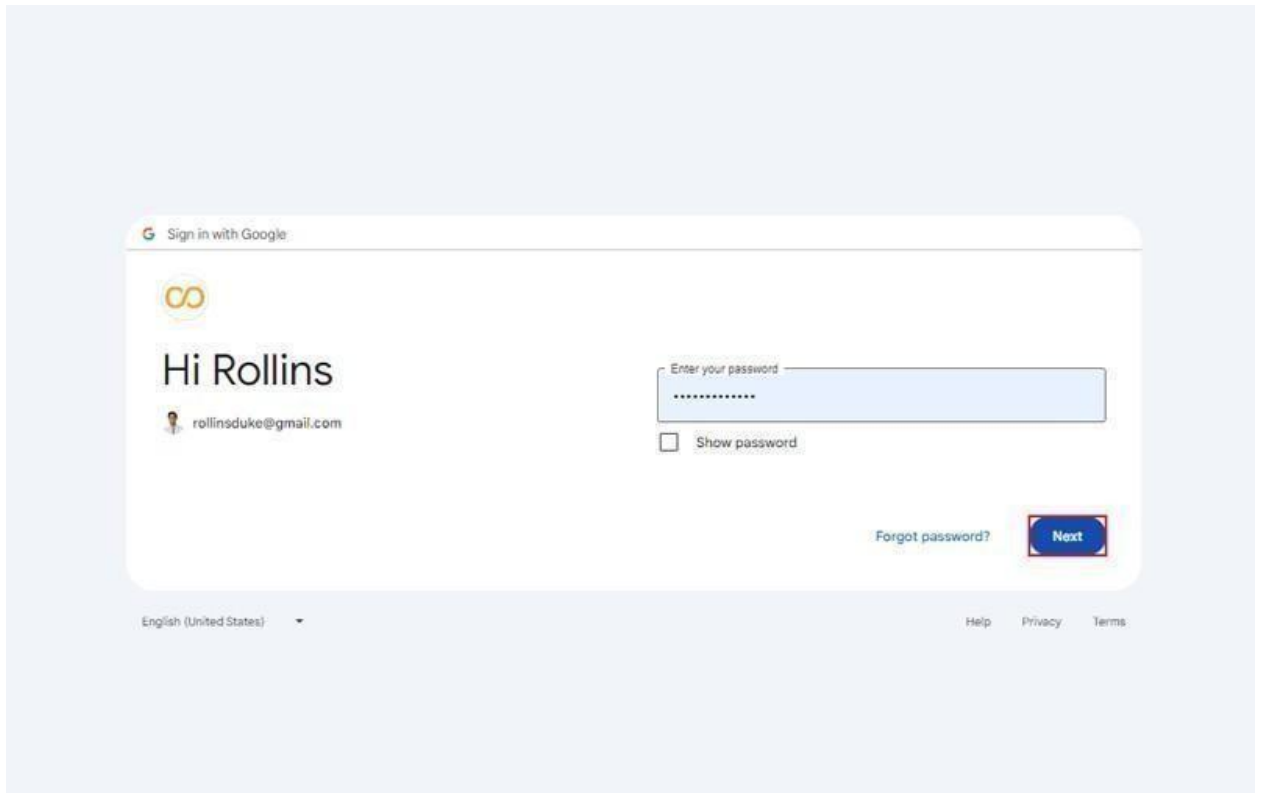 Sign in with Google
Hi Rollins
rollinsduke@gmail.com
Enter your password
•••••••••••••
Show password
Forgot password?
Next
English (United States)
Help Privacy Terms